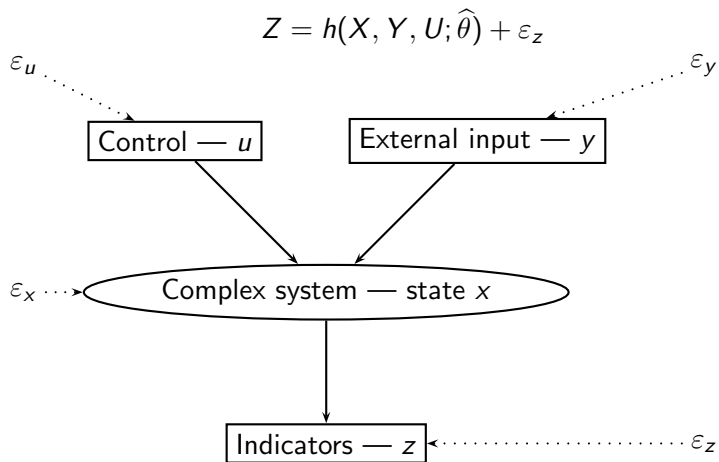 Z = h(X, Y, U; θ̂) + ε_z
ε_u
ε_y
Control — u
External input — y
ε_x
Complex system — state x
Indicators — z
ε_z